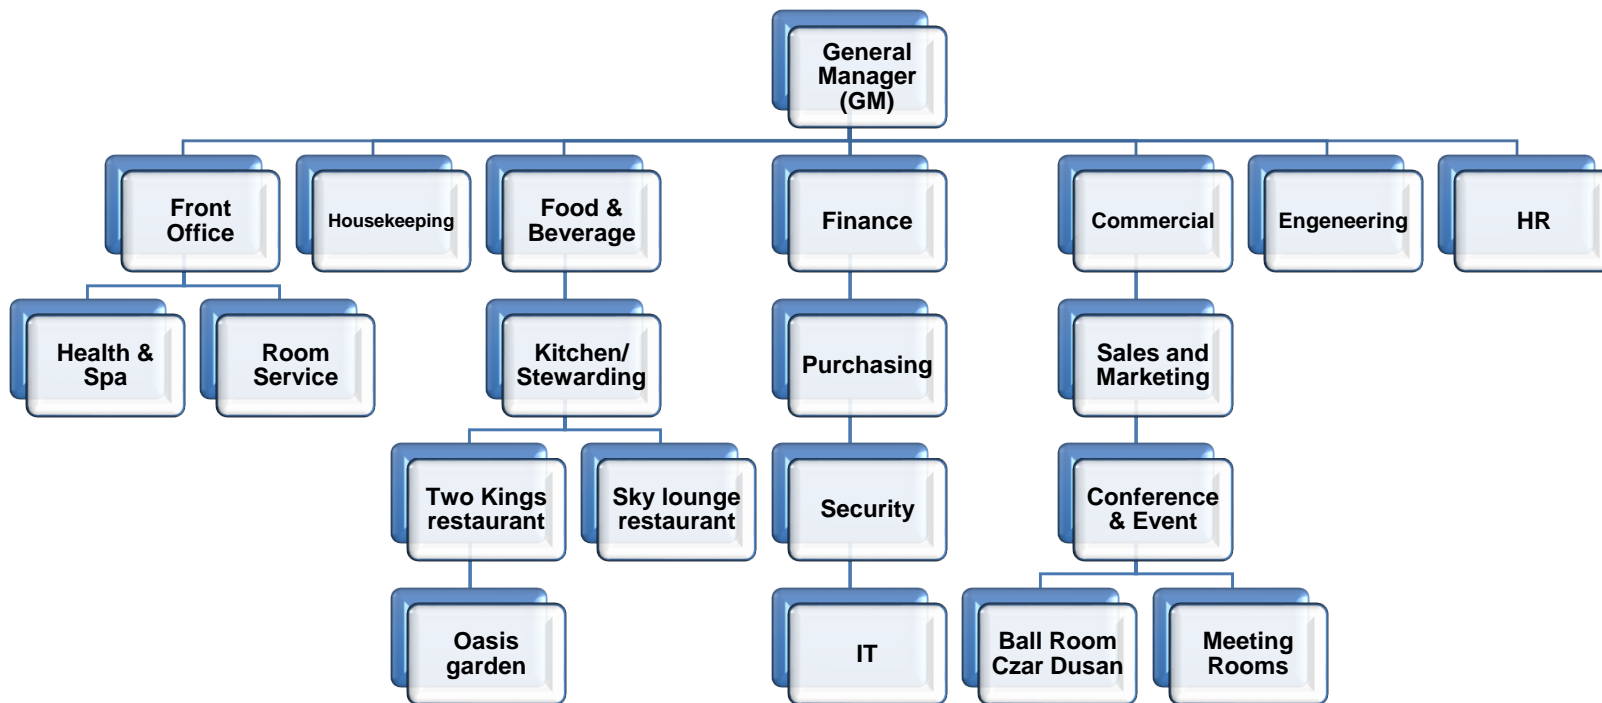 General
Manager
(GM)
Front
Office
Housekeeping
Food &
Beverage
Finance
Commercial
Engeneering
HR
Health &
Spa
Room
Service
Kitchen/
Stewarding
Purchasing
Sales and
Marketing
Two Kings
restaurant
Sky lounge
restaurant
Security
Conference
& Event
Oasis
garden
IT
Ball Room
Czar Dusan
Meeting
Rooms